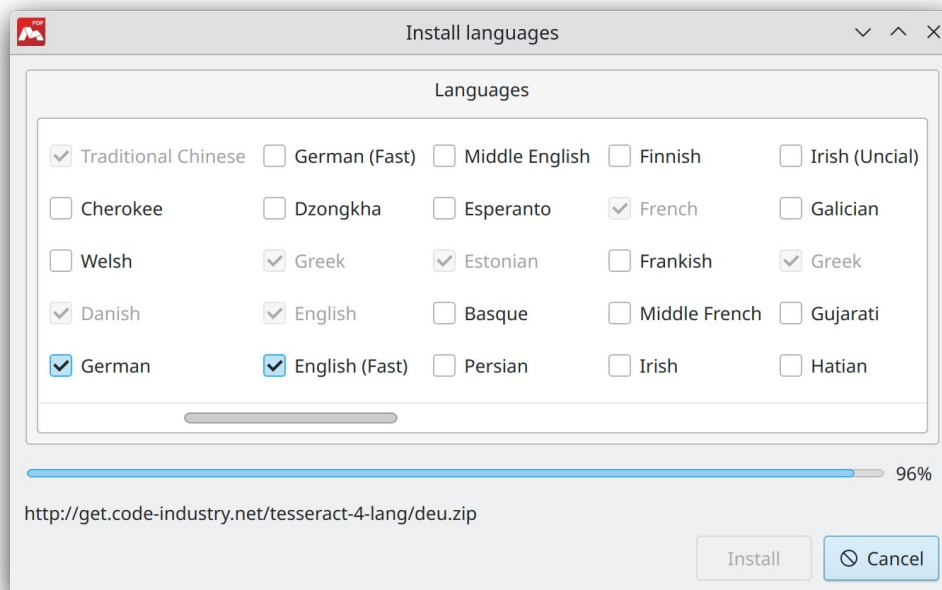 PDF
Install languages
Languages
Traditional Chinese German (Fast) Middle English Finnish Irish (Uncial)
Cherokee Dzongkha Esperanto French Galician
Welsh Greek Estonian Frankish Greek
Danish English Basque Middle French Gujarati
German English (Fast) Persian Irish Hatian
96%
http://get.code-industry.net/tesseract-4-lang/deu.zip
Install Cancel